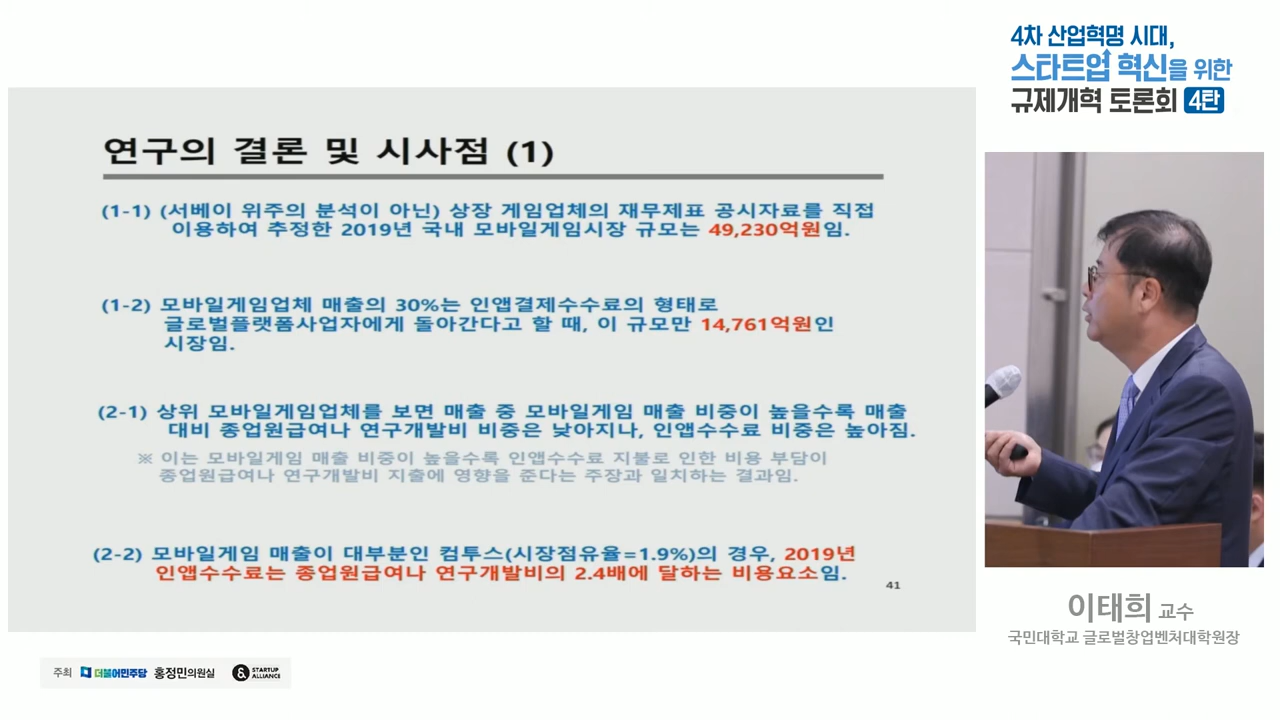 4차 산업혁명 시대,
스타트업 혁신을 위한
규제개혁 토론회 4탄
연구의 결론 및 시사점 (1)
(1-1) (서베이 위주의 분석이 아닌) 상장 게임업체의 재무제표 공시자료를 직접
이용하여 추정한 2019년 국내 모바일게임시장 규모는 49,230억원임.
(1-2) 모바일게임업체 매출의 30%는 인앱결제수수료의 형태로
글로벌플랫폼사업자에게 돌아간다고 할 때, 이 규모만 14,761억원인
시장임.
(2-1) 상위 모바일게임업체를 보면 매출 중 모바일게임 매출 비중이 높을수록 매출
대비 종업원급여나 연구개발비 비중은 낮아지나, 인앱수수료 비중은 높아짐.
※ 이는 모바일게임 매출 비중이 높을수록 인앱수수료 지불로 인한 비용 부담이
종업원급여나 연구개발비 지출에 영향을 준다는 주장과 일치하는 결과임.
(2-2) 모바일게임 매출이 대부분인 컴투스(시장점유율=1.9%)의 경우, 2019년
인앱수수료는 종업원급여나 연구개발비의 2.4배에 달하는 비용요소임.
41
이태희 교수
국민대학교 글로벌창업벤처대학원장
주최 더불어민주당 홍정민의원실 & STARTUP
ALLIANCE